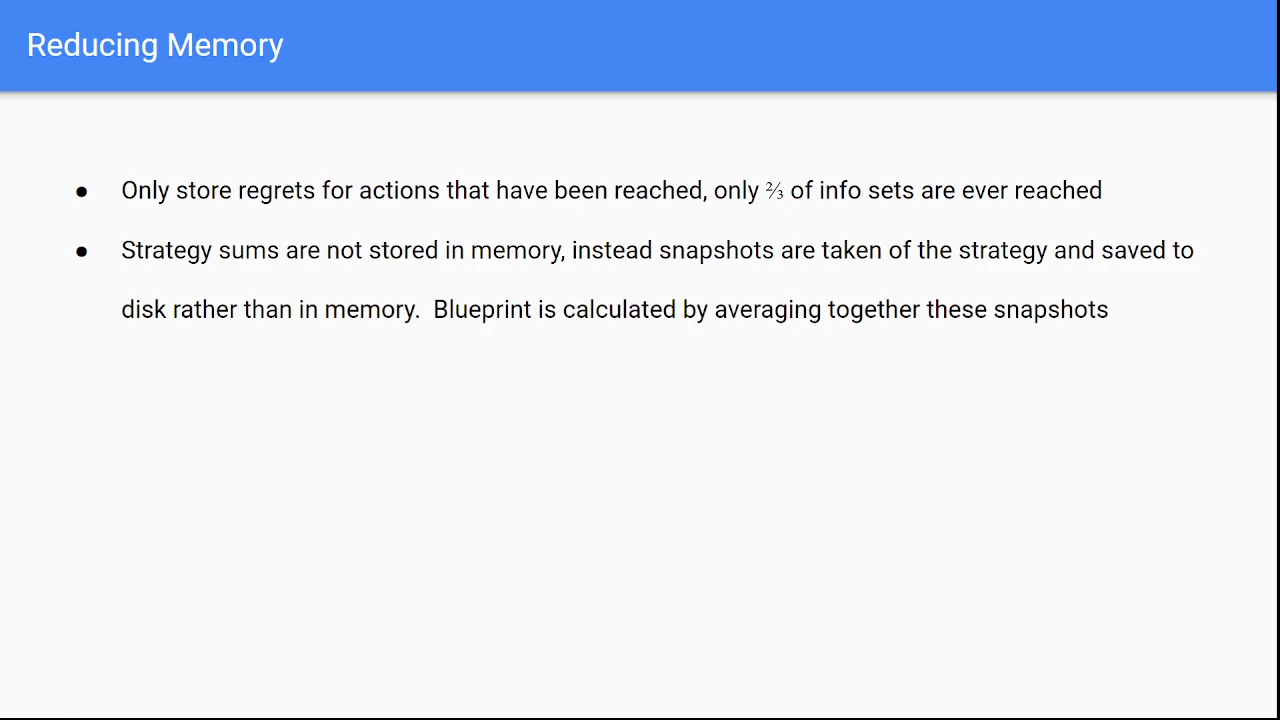 Reducing Memory
● Only store regrets for actions that have been reached, only ⅔ of info sets are ever reached
● Strategy sums are not stored in memory, instead snapshots are taken of the strategy and saved to
disk rather than in memory.  Blueprint is calculated by averaging together these snapshots